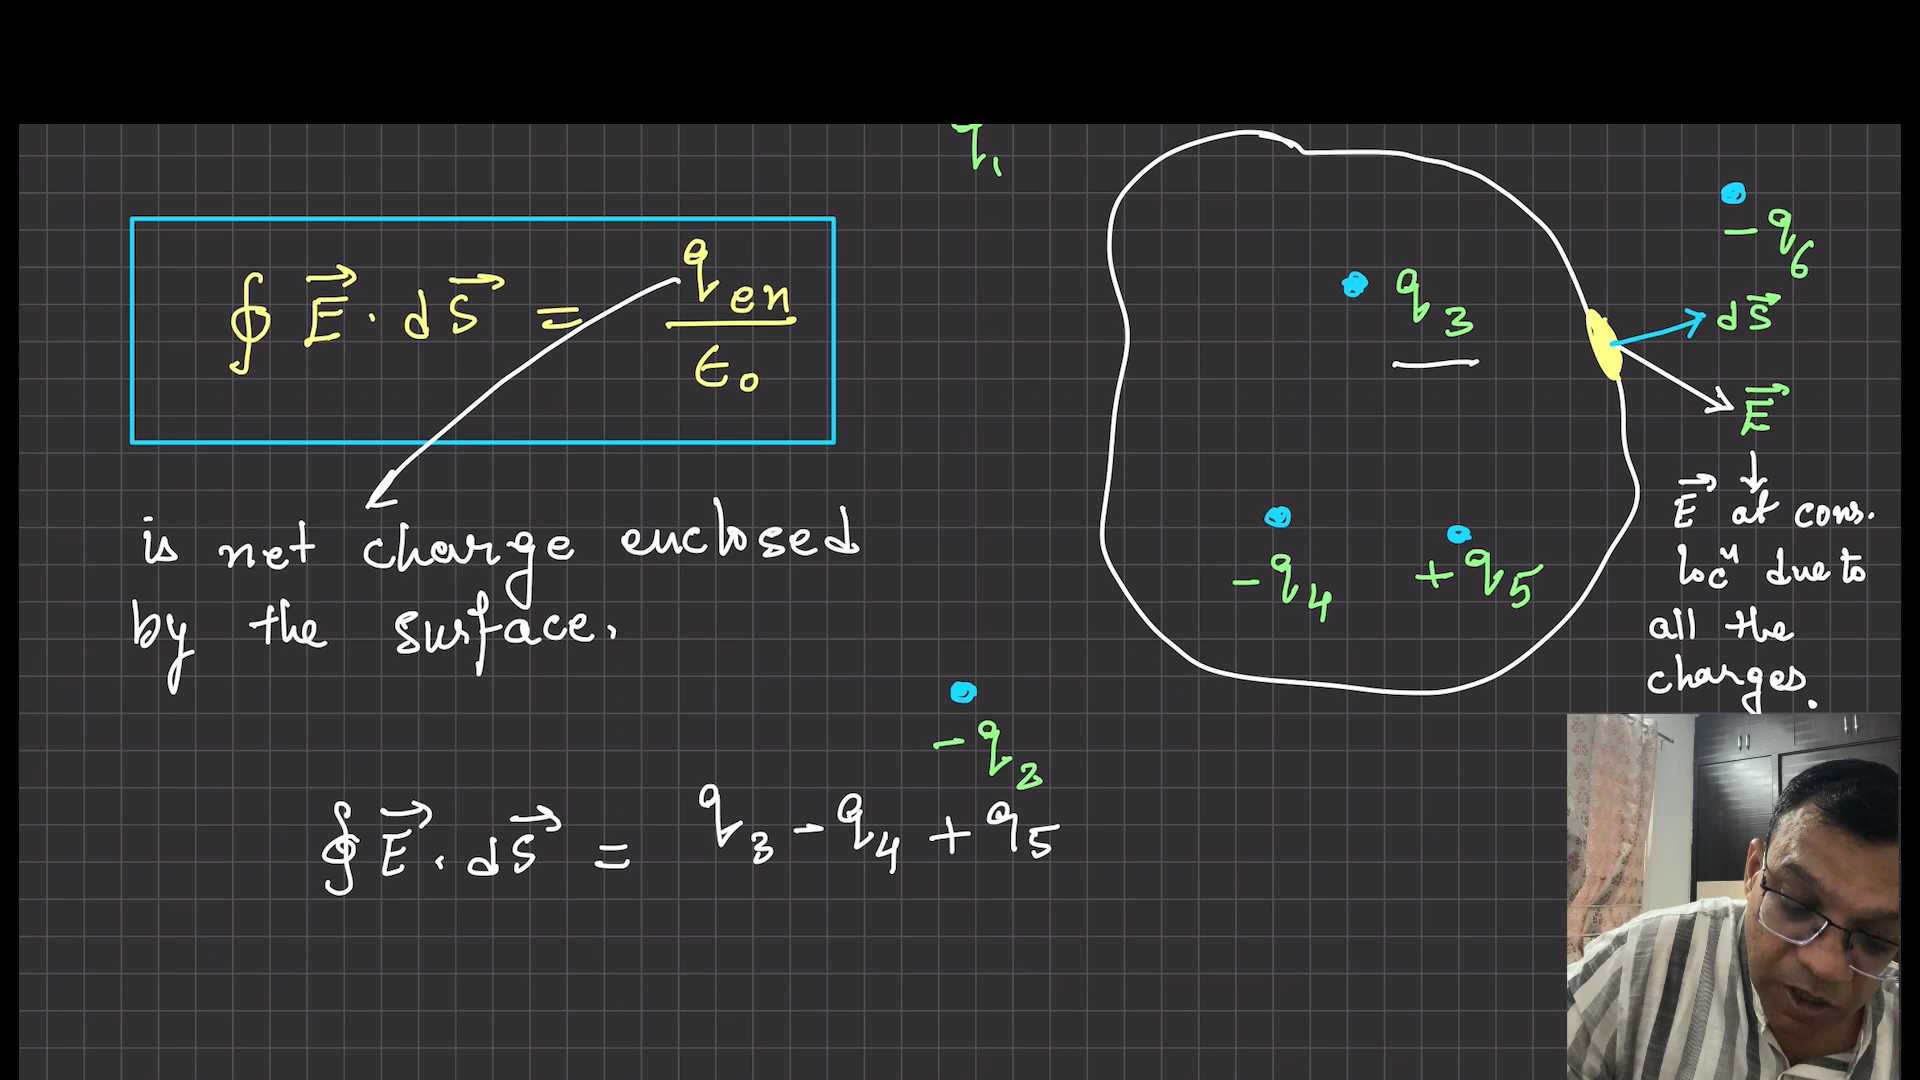 q₁
∮ E⃗ · dS⃗ = qen / ϵ₀
is net charge enclosed
by the surface.
q₃
-q₄
+q₅
-q₆
dS⃗
E⃗
E⃗ at cons.
locⁿ due to
all the
charges.
-q₂
∮ E⃗ · dS⃗ = q₃ - q₄ + q₅